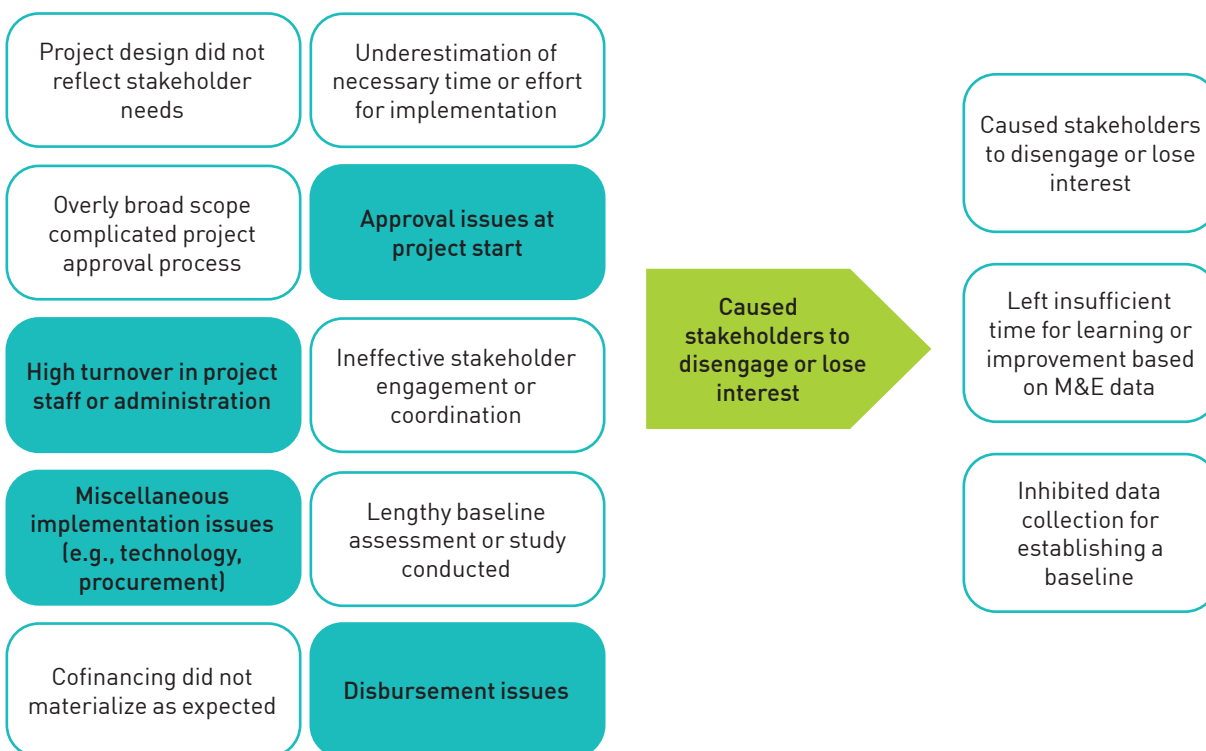 Project design did not
reflect stakeholder
needs
Underestimation of
necessary time or effort
for implementation
Overly broad scope
complicated project
approval process
Approval issues at
project start
High turnover in project
staff or administration
Ineffective stakeholder
engagement or
coordination
Miscellaneous
implementation issues
(e.g., technology,
procurement)
Lengthy baseline
assessment or study
conducted
Cofinancing did not
materialize as expected
Disbursement issues
Caused
stakeholders to
disengage or lose
interest
Caused stakeholders
to disengage or lose
interest
Left insufficient
time for learning or
improvement based
on M&E data
Inhibited data
collection for
establishing a
baseline